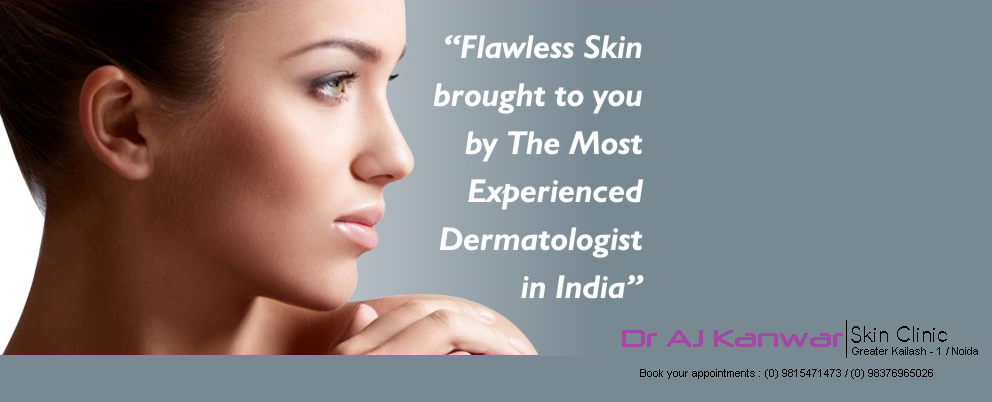 “Flawless Skin
brought to you
by The Most
Experienced
Dermatologist
in India”
Dr AJ Kanwar Skin Clinic
Greater Kailash - 1 / Noida
Book your appointments : (0) 9815471473 / (0) 98376965026